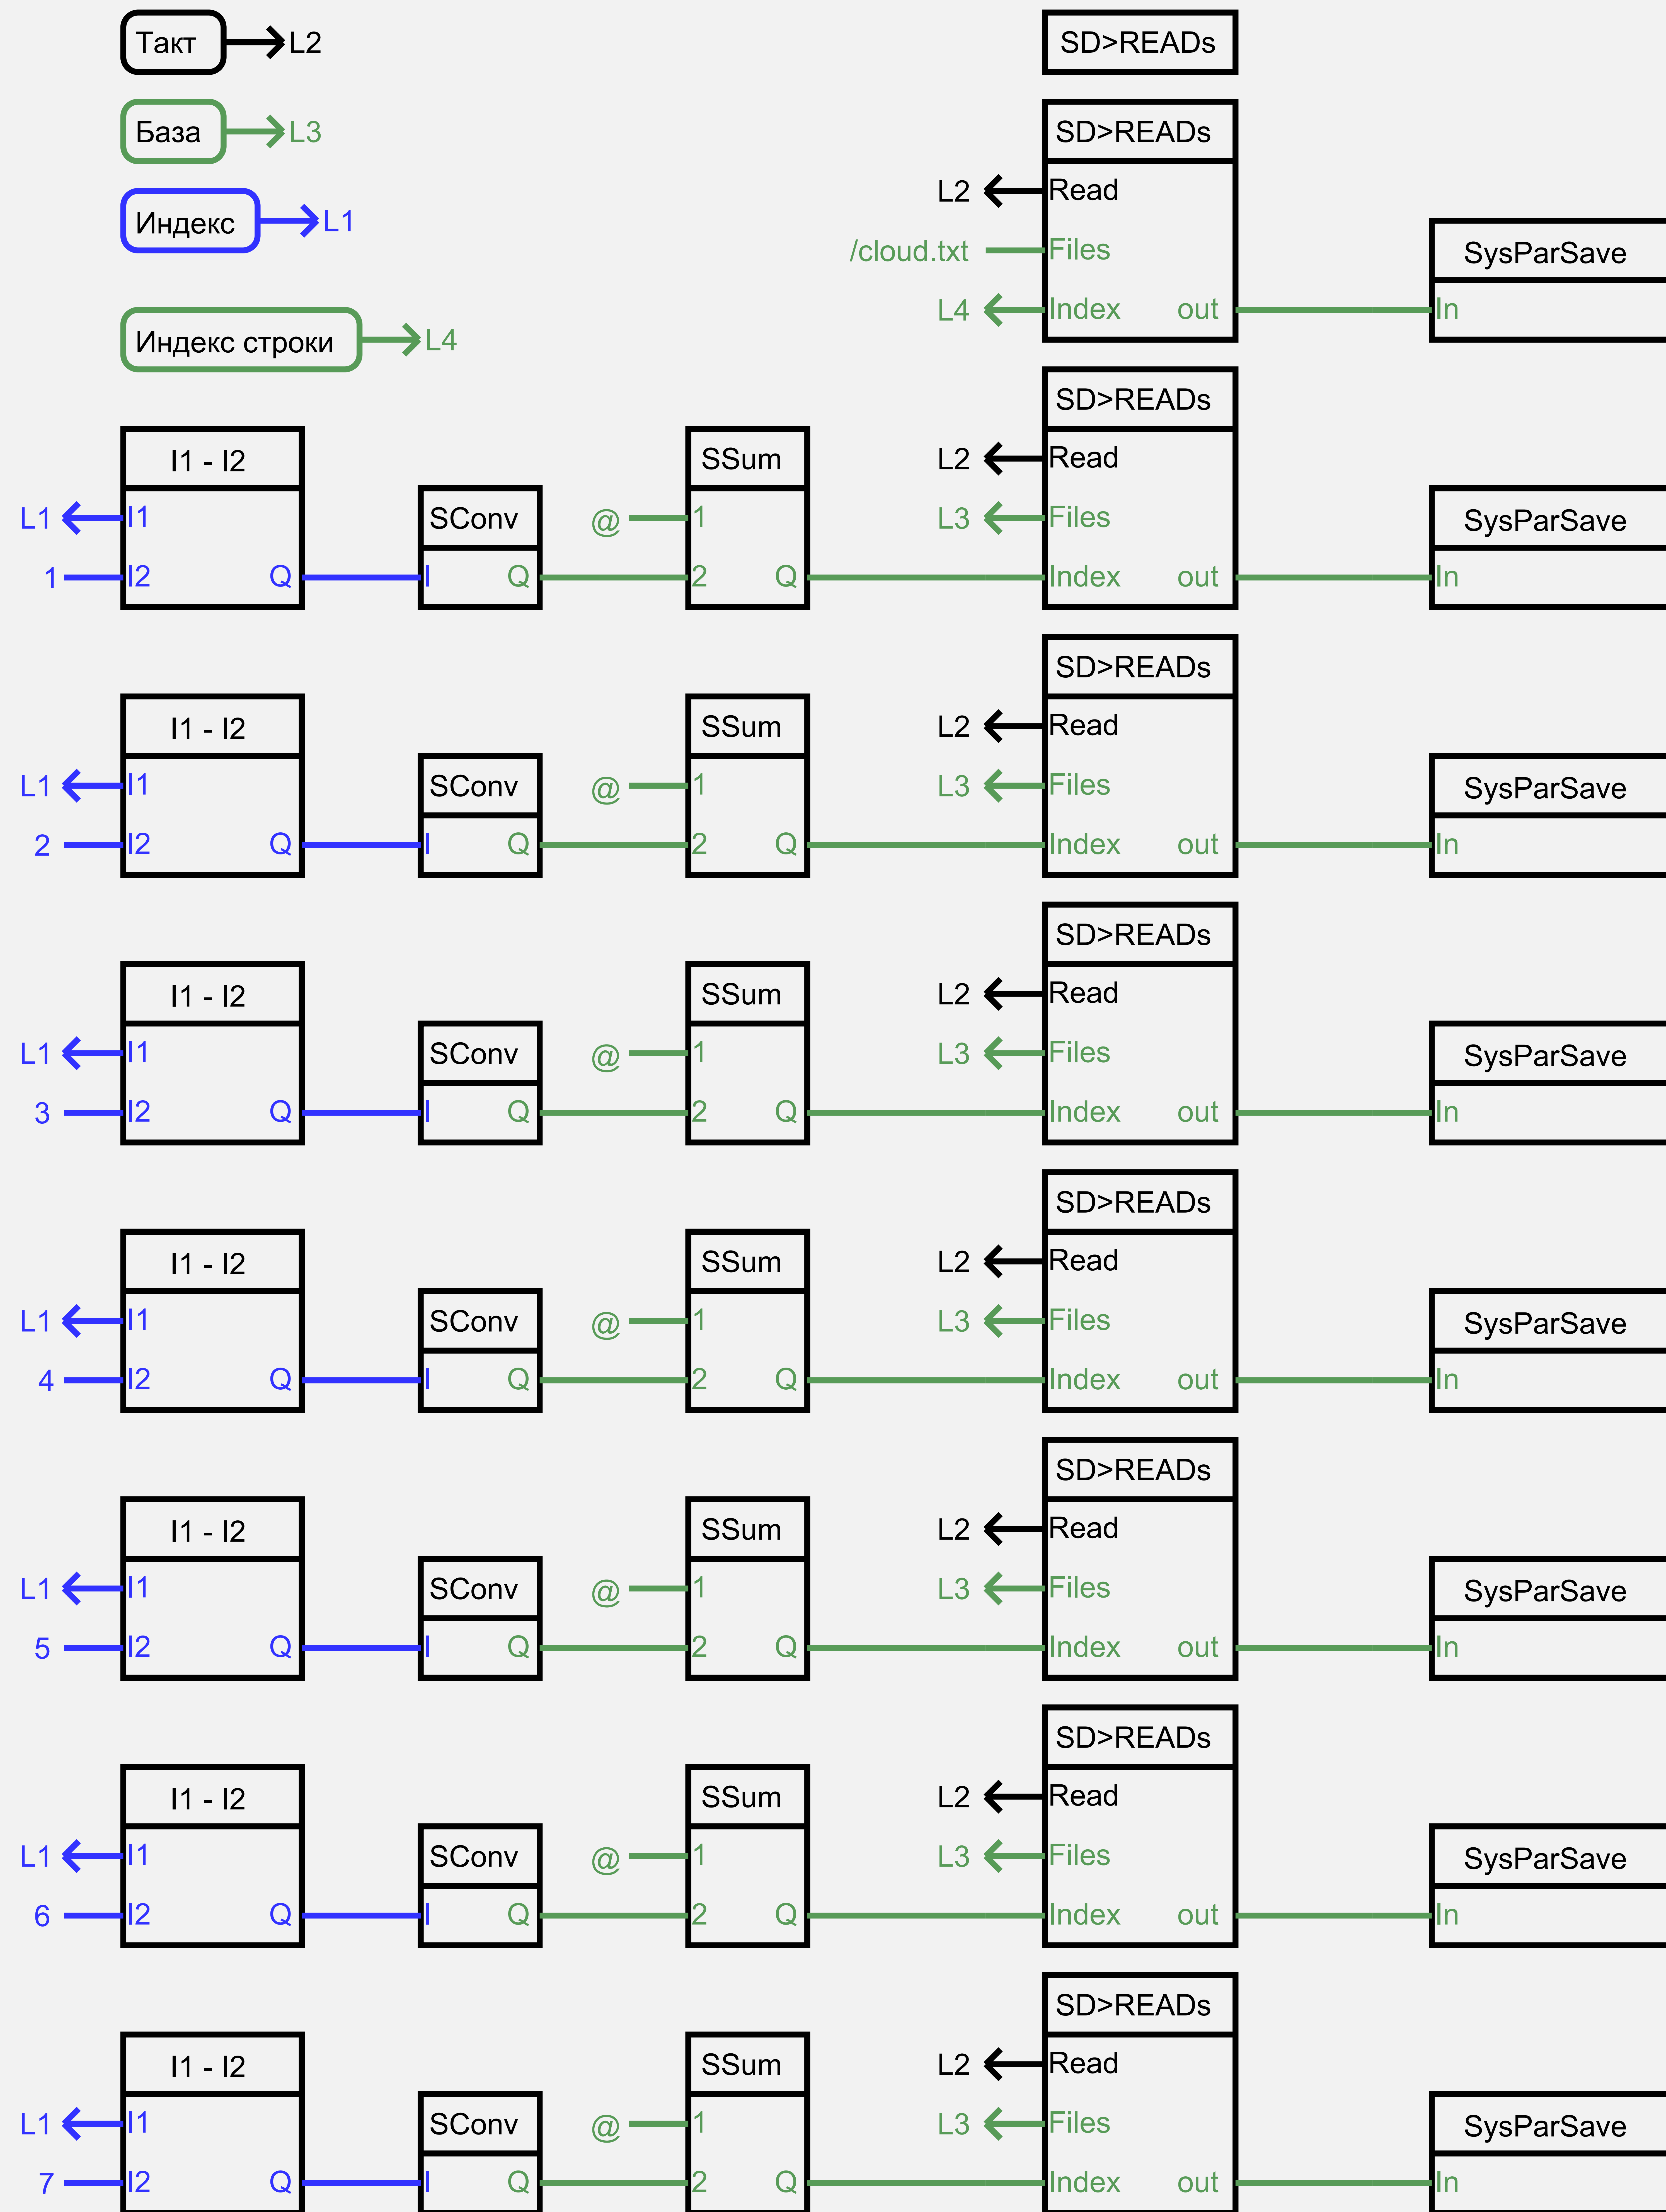 Такт L2 SD>READs
База L3 SD>READs
L2 Read
Индекс L1
/cloud.txt Files SysParSave
L4 Index out In
Индекс строки L4
SD>READs
I1 - I2 SSum L2 Read
L1 I1 SConv @ 1 L3 Files SysParSave
1 I2 Q I Q 2 Q Index out In
SD>READs
I1 - I2 SSum L2 Read
L1 I1 SConv @ 1 L3 Files SysParSave
2 I2 Q I Q 2 Q Index out In
SD>READs
I1 - I2 SSum L2 Read
L1 I1 SConv @ 1 L3 Files SysParSave
3 I2 Q I Q 2 Q Index out In
SD>READs
I1 - I2 SSum L2 Read
L1 I1 SConv @ 1 L3 Files SysParSave
4 I2 Q I Q 2 Q Index out In
SD>READs
I1 - I2 SSum L2 Read
L1 I1 SConv @ 1 L3 Files SysParSave
5 I2 Q I Q 2 Q Index out In
SD>READs
I1 - I2 SSum L2 Read
L1 I1 SConv @ 1 L3 Files SysParSave
6 I2 Q I Q 2 Q Index out In
SD>READs
I1 - I2 SSum L2 Read
L1 I1 SConv @ 1 L3 Files SysParSave
7 I2 Q I Q 2 Q Index out In